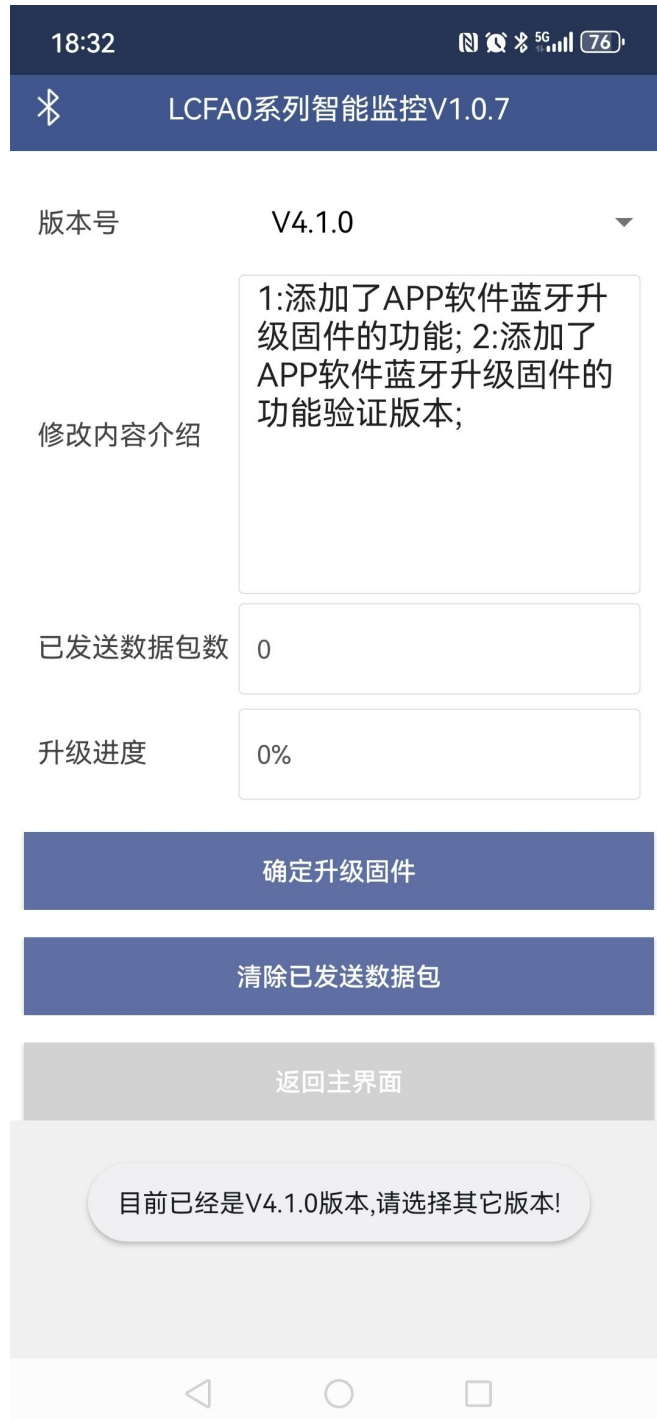 18:32
5G 76
LCFA0系列智能监控V1.0.7
版本号 V4.1.0
1:添加了APP软件蓝牙升
级固件的功能; 2:添加了
APP软件蓝牙升级固件的
功能验证版本;
修改内容介绍
已发送数据包数 0
升级进度 0%
确定升级固件
清除已发送数据包
返回主界面
目前已经是V4.1.0版本,请选择其它版本!